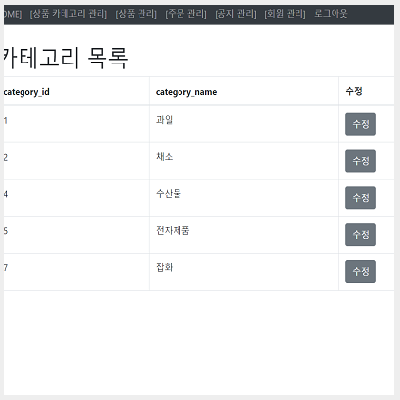 OME] [상품 카테고리 관리] [상품 관리] [주문 관리] [공지 관리] [회원 관리] 로그아웃
카테고리 목록
category_id category_name 수정
1 과일 수정
2 채소 수정
4 수산물 수정
5 전자제품 수정
7 잡화 수정